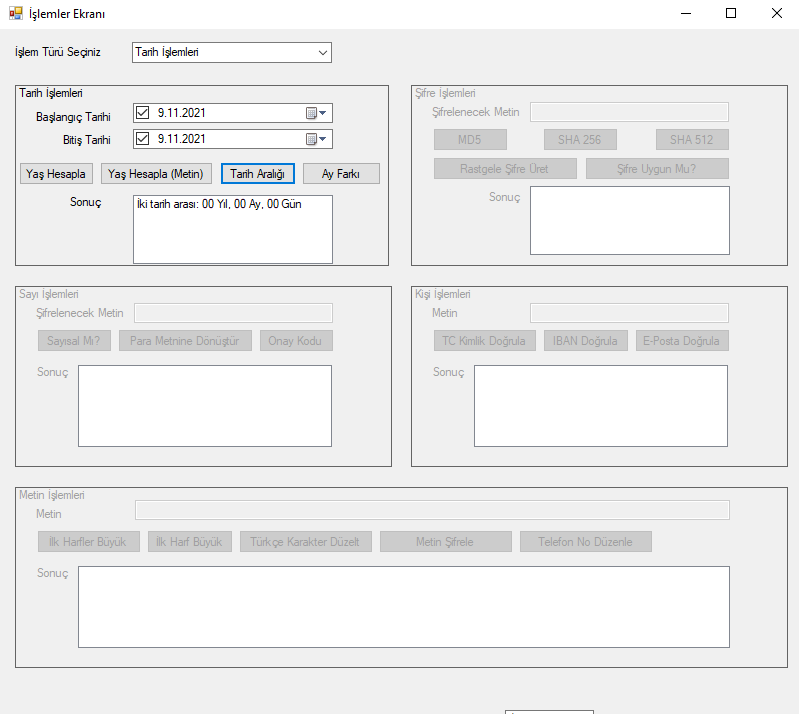 İşlemler Ekranı
İşlem Türü Seçiniz Tarih İşlemleri
Tarih İşlemleri
Başlangıç Tarihi 9.11.2021
Bitiş Tarihi 9.11.2021
Yaş Hesapla Yaş Hesapla (Metin) Tarih Aralığı Ay Farkı
Sonuç İki tarih arası: 00 Yıl, 00 Ay, 00 Gün
Şifre İşlemleri
Şifrelenecek Metin
MD5 SHA 256 SHA 512
Rastgele Şifre Üret Şifre Uygun Mu?
Sonuç
Sayı İşlemleri
Şifrelenecek Metin
Sayısal Mı? Para Metnine Dönüştür Onay Kodu
Sonuç
Kişi İşlemleri
Metin
TC Kimlik Doğrula IBAN Doğrula E-Posta Doğrula
Sonuç
Metin İşlemleri
Metin
İlk Harfler Büyük İlk Harf Büyük Türkçe Karakter Düzelt Metin Şifrele Telefon No Düzenle
Sonuç